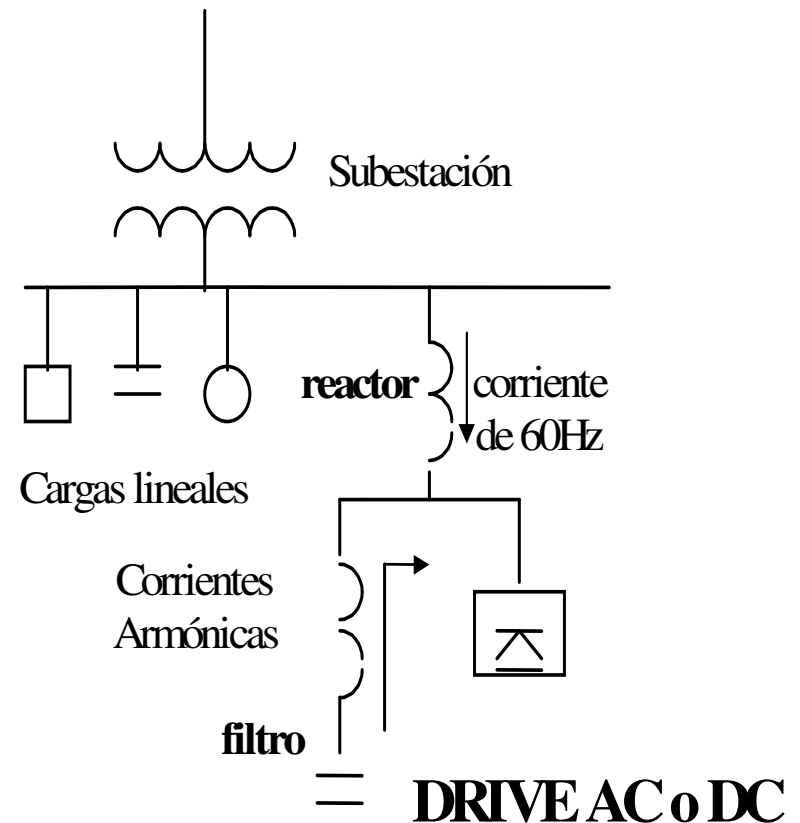 Subestación
reactor
corriente
de 60Hz
Cargas lineales
Corrientes
Armónicas
filtro
DRIVE AC o DC